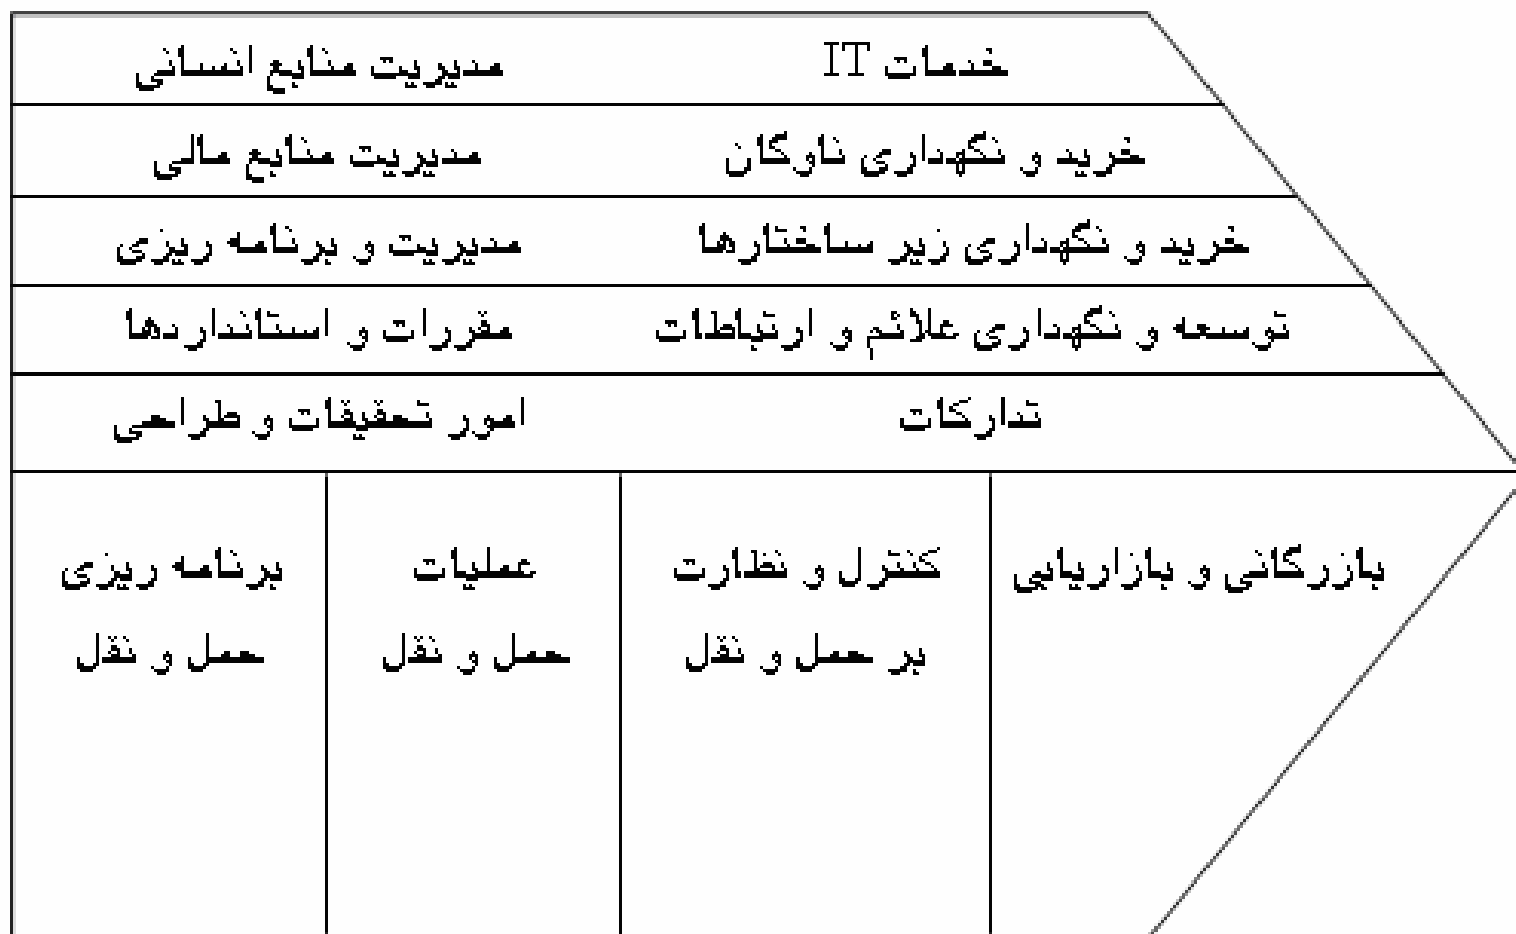 خدمات IT مدیریت منابع انسانی
خرید و نگهداری ناوگان مدیریت منابع مالی
خرید و نگهداری زیر ساختارها مدیریت و برنامه ریزی
توسعه و نگهداری علائم و ارتباطات مقررات و استانداردها
تدارکات امور تحقیقات و طراحی
بازرگانی و بازاریابی
کنترل و نظارت
بر حمل و نقل
عملیات
حمل و نقل
برنامه ریزی
حمل و نقل